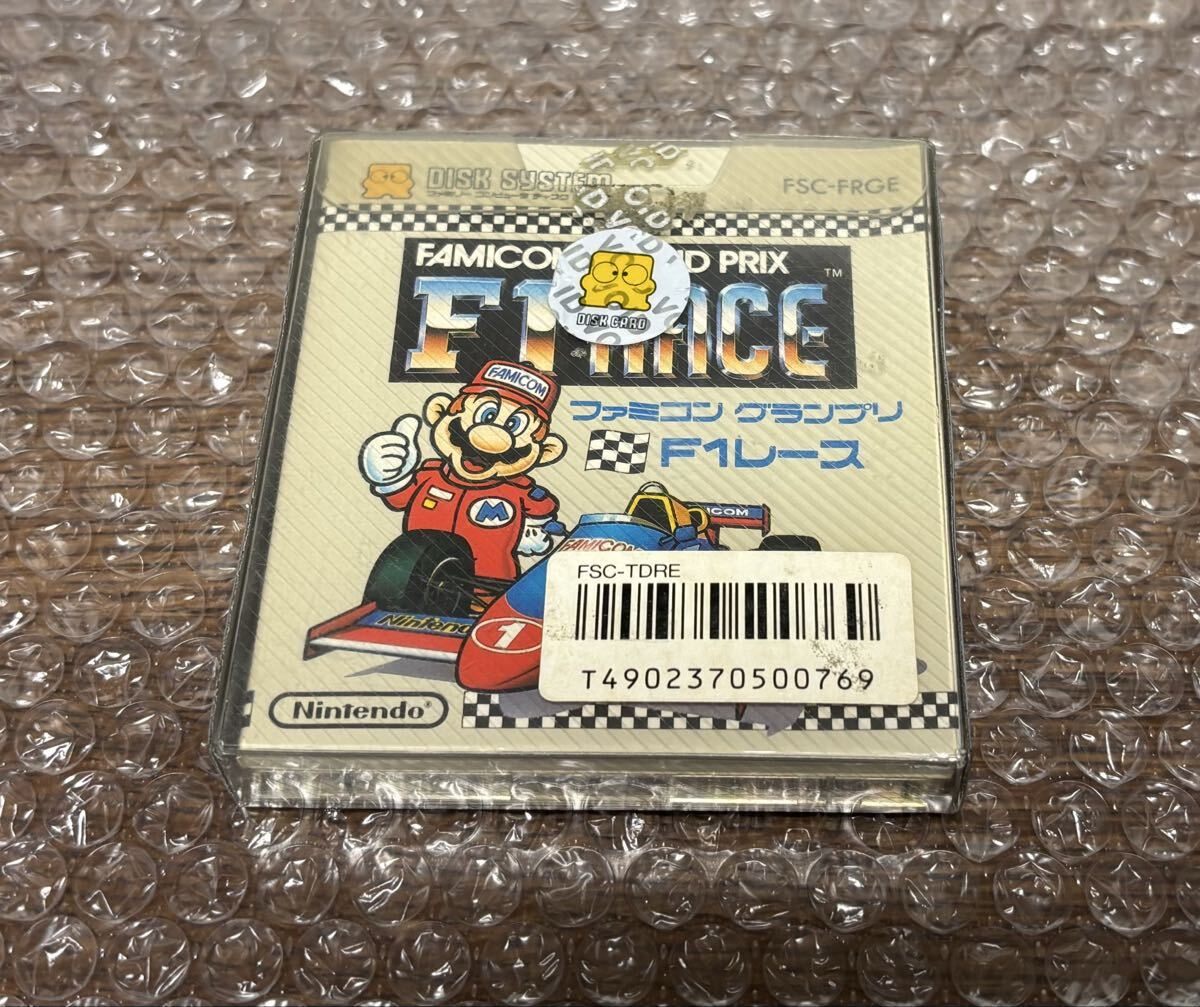 DISK SYSTEM
FSC-FRGE
FAMICOM GRAND PRIX
TM
F1 RACE
DISK CARD
FAMICOM
ファミコン グランプリ
F1レース
M
FAMICOM
FSC-TDRE
Nintendo
1
T4902370500769
Nintendo®